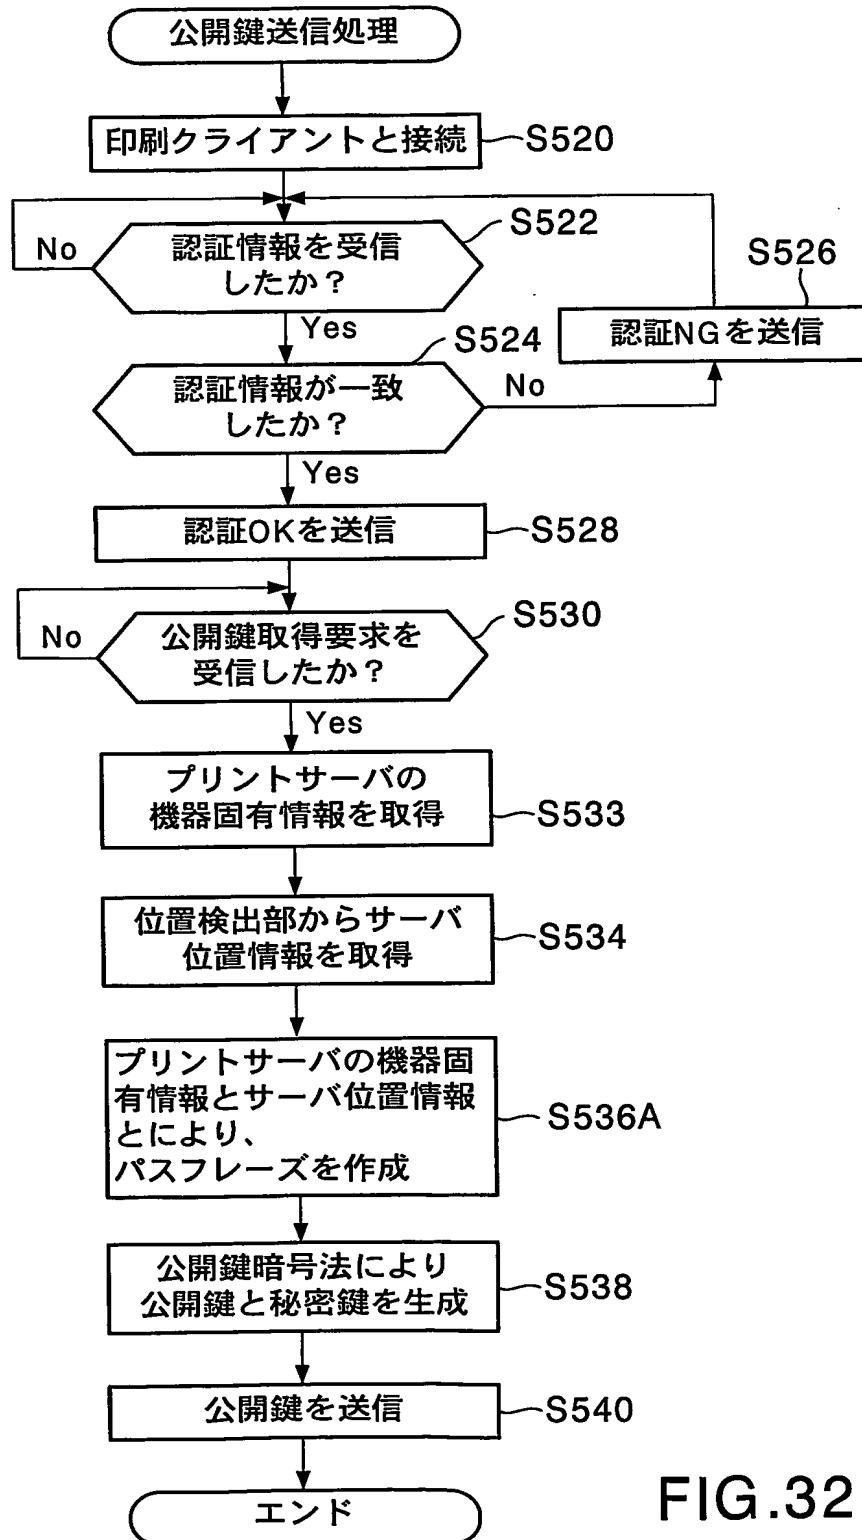 公開鍵送信処理
印刷クライアントと接続
S520
No
認証情報を受信
したか？
S522
Yes
S526
認証NGを送信
S524
認証情報が一致
したか？
No
Yes
認証OKを送信
S528
No
公開鍵取得要求を
受信したか？
S530
Yes
プリントサーバの
機器固有情報を取得
S533
位置検出部からサーバ
位置情報を取得
S534
プリントサーバの機器固
有情報とサーバ位置情報
とにより、
パスフレーズを作成
S536A
公開鍵暗号法により
公開鍵と秘密鍵を生成
S538
公開鍵を送信
S540
エンド
FIG.32